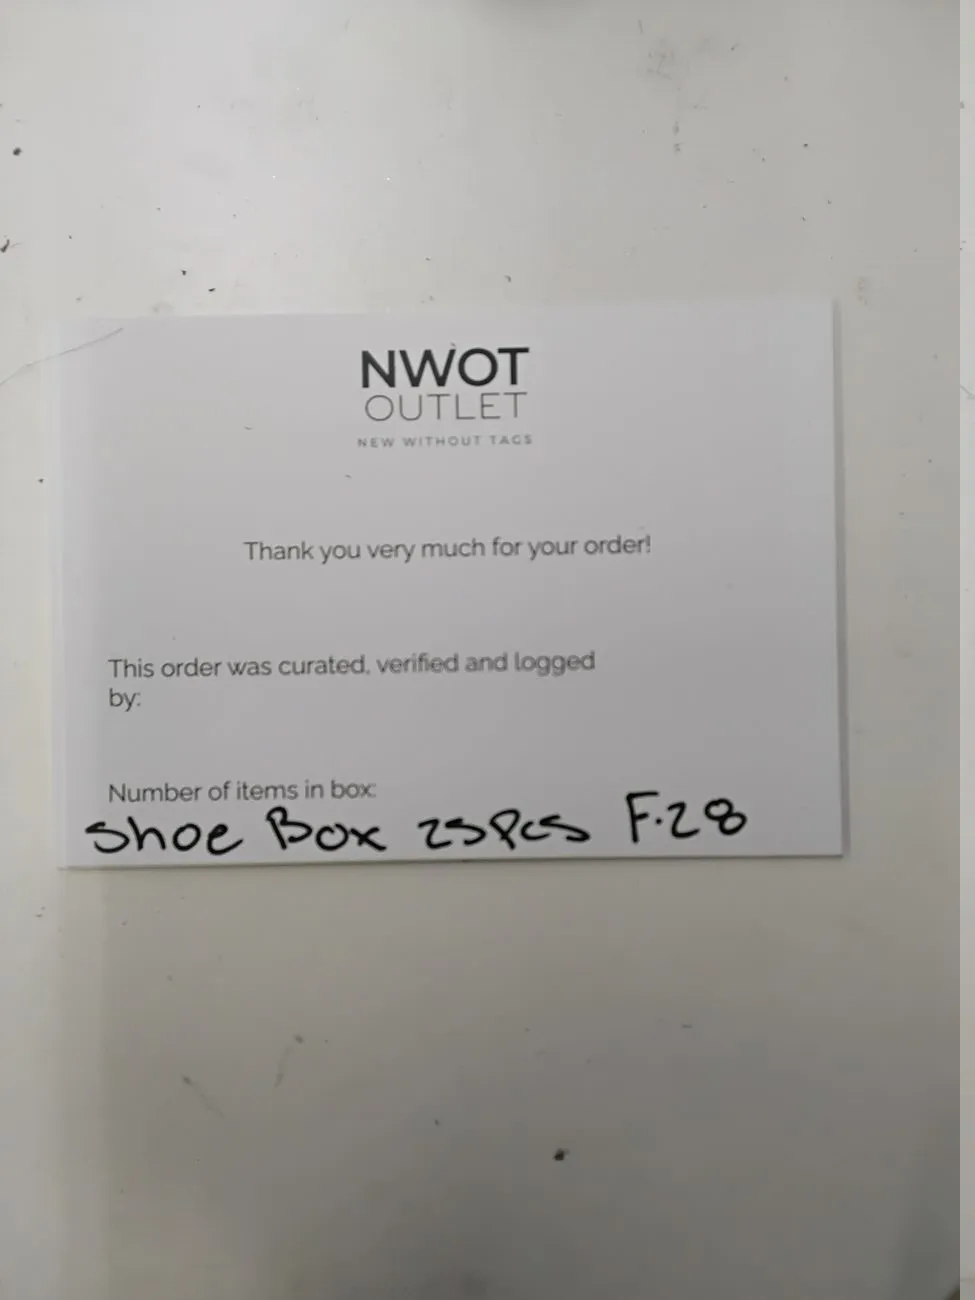 NWOT
OUTLET
NEW WITHOUT TAGS
Thank you very much for your order!
This order was curated, verified and logged
by:
Number of items in box:
Shoe Box 25Pcs F.28